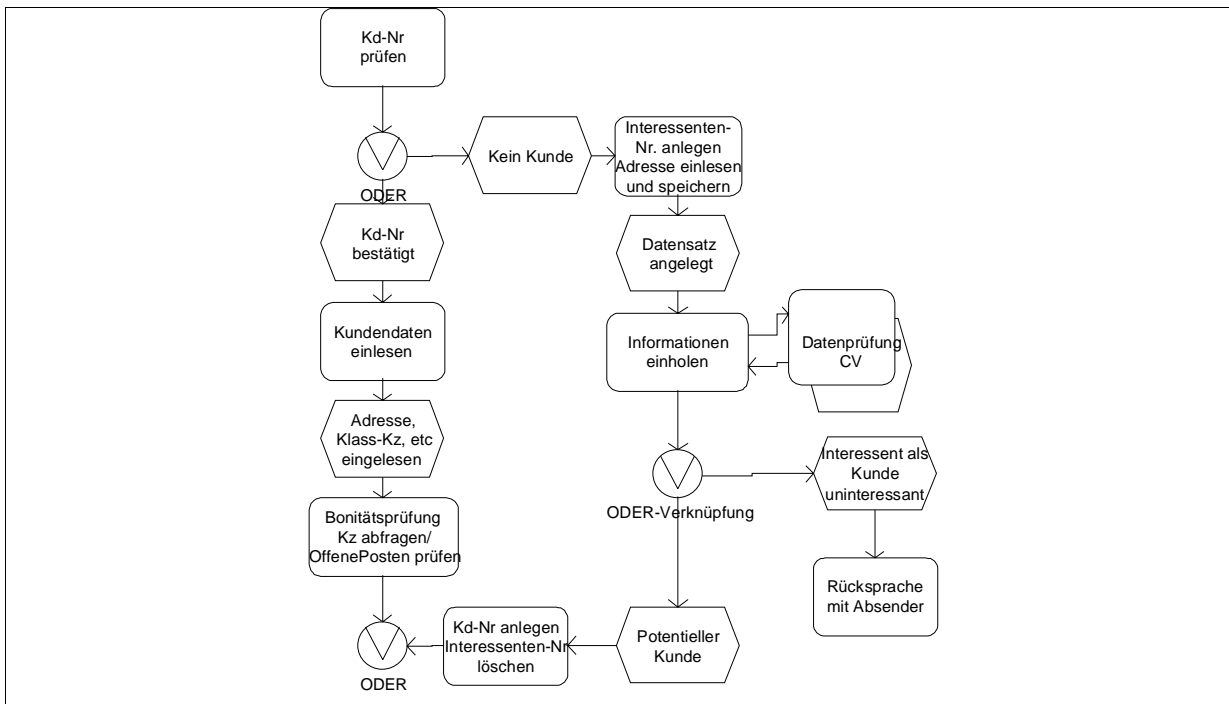 Kd-Nr
prüfen
ODER
Kein Kunde
Interessenten-
Nr. anlegen
Adresse einlesen
und speichern
Kd-Nr
bestätigt
Datensatz
angelegt
Kundendaten
einlesen
Informationen
einholen
Datenprüfung
CV
Adresse,
Klass-Kz, etc
eingelesen
ODER-Verknüpfung
Interessent als
Kunde
uninteressant
Bonitätsprüfung
Kz abfragen/
OffenePosten prüfen
Rücksprache
mit Absender
ODER
Kd-Nr anlegen
Interessenten-Nr
löschen
Potentieller
Kunde